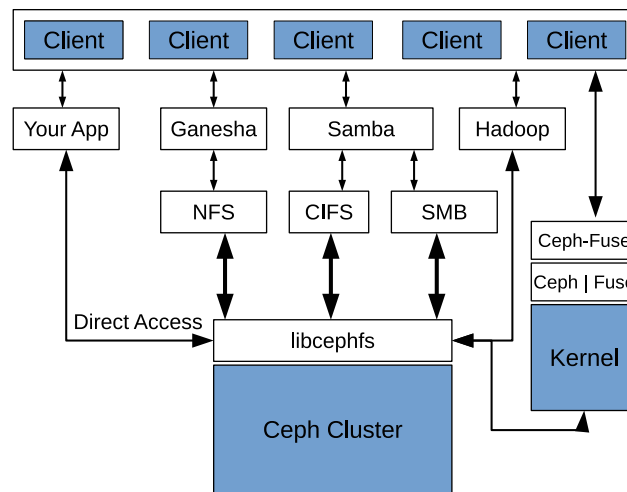 Client
Client
Client
Client
Client
Your App
Ganesha
Samba
Hadoop
NFS
CIFS
SMB
Ceph-Fuse
Ceph | Fuse
Direct Access
libcephfs
Kernel
Ceph Cluster